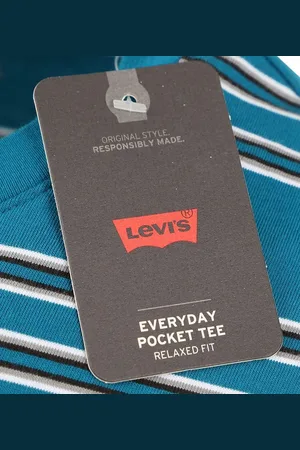 ORIGINAL STYLE.
RESPONSIBLY MADE.
Levi's®
EVERYDAY
POCKET TEE
RELAXED FIT